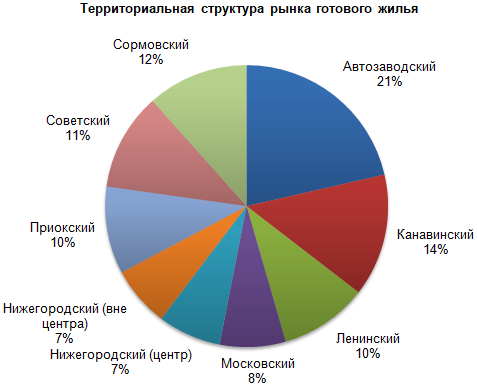 Территориальная структура рынка готового жилья
Автозаводский
21%
Канавинский
14%
Ленинский
10%
Московский
8%
Нижегородский (центр)
7%
Нижегородский (вне
центра)
7%
Приокский
10%
Советский
11%
Сормовский
12%